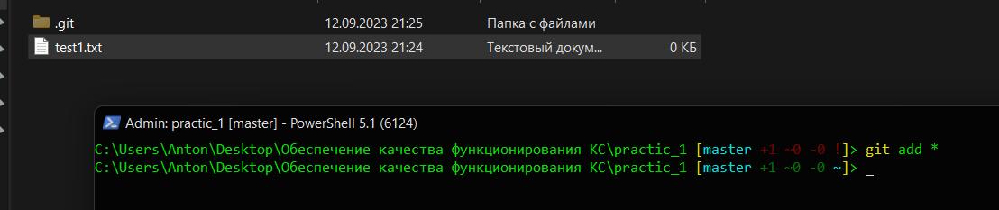 .git 12.09.2023 21:25 Папка с файлами
test1.txt 12.09.2023 21:24 Текстовый докум... 0 КБ
Admin: practic_1 [master] - PowerShell 5.1 (6124)
C:\Users\Anton\Desktop\Обеспечение качества функционирования КС\practic_1 [master +1 ~0 -0 !]> git add *
C:\Users\Anton\Desktop\Обеспечение качества функционирования КС\practic_1 [master +1 ~0 -0 ~]> _